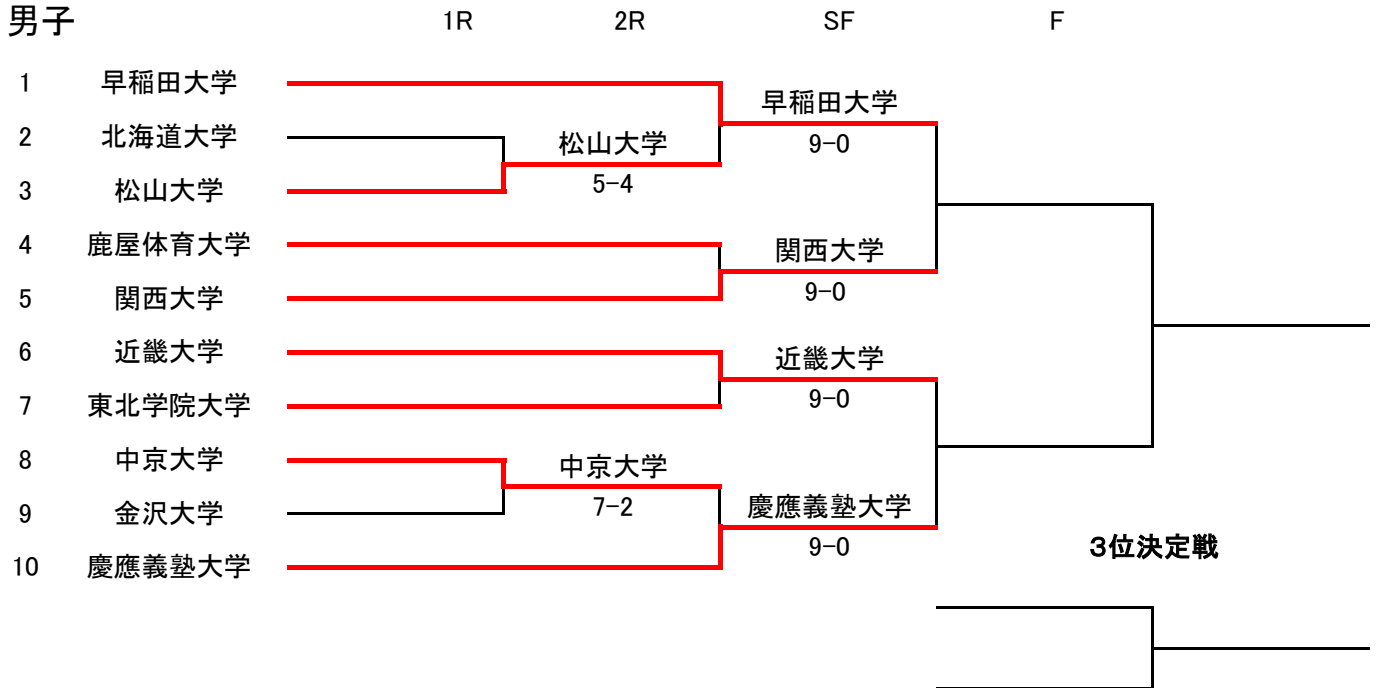 男子 1R 2R SF F
1 早稲田大学
早稲田大学
2 北海道大学
松山大学
9-0
3 松山大学
5-4
4 鹿屋体育大学
関西大学
5 関西大学
9-0
6 近畿大学
近畿大学
7 東北学院大学
9-0
8 中京大学
中京大学
9 金沢大学
7-2
慶應義塾大学
9-0
3位決定戦
10 慶應義塾大学